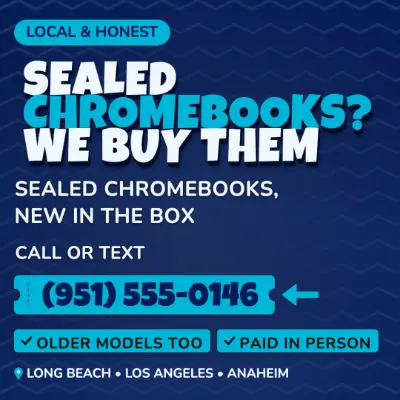 LOCAL & HONEST
SEALED
CHROMEBOOKS?
WE BUY THEM
SEALED CHROMEBOOKS,
NEW IN THE BOX
CALL OR TEXT
(951) 555-0146
OLDER MODELS TOO
PAID IN PERSON
LONG BEACH • LOS ANGELES • ANAHEIM